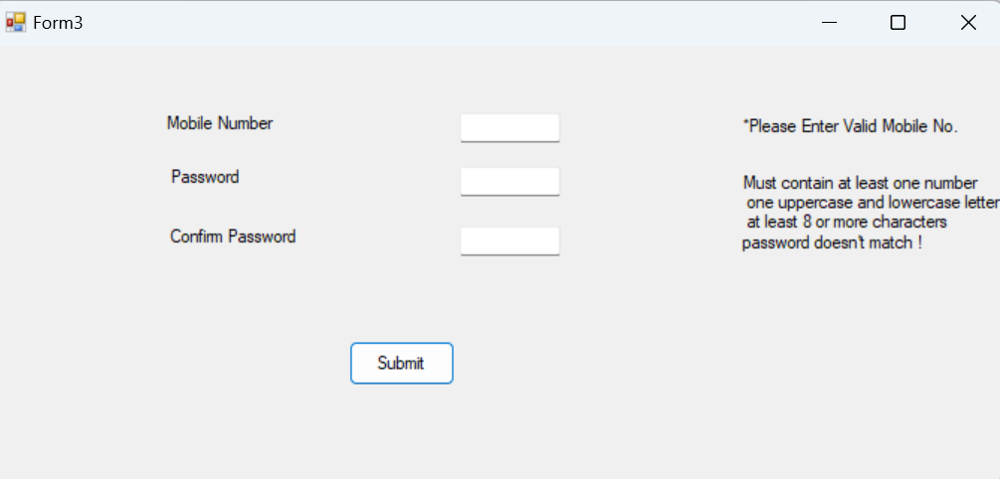 Form3
Mobile Number
*Please Enter Valid Mobile No.
Password
Must contain at least one number
one uppercase and lowercase letter
at least 8 or more characters
Confirm Password
password doesn't match !
Submit